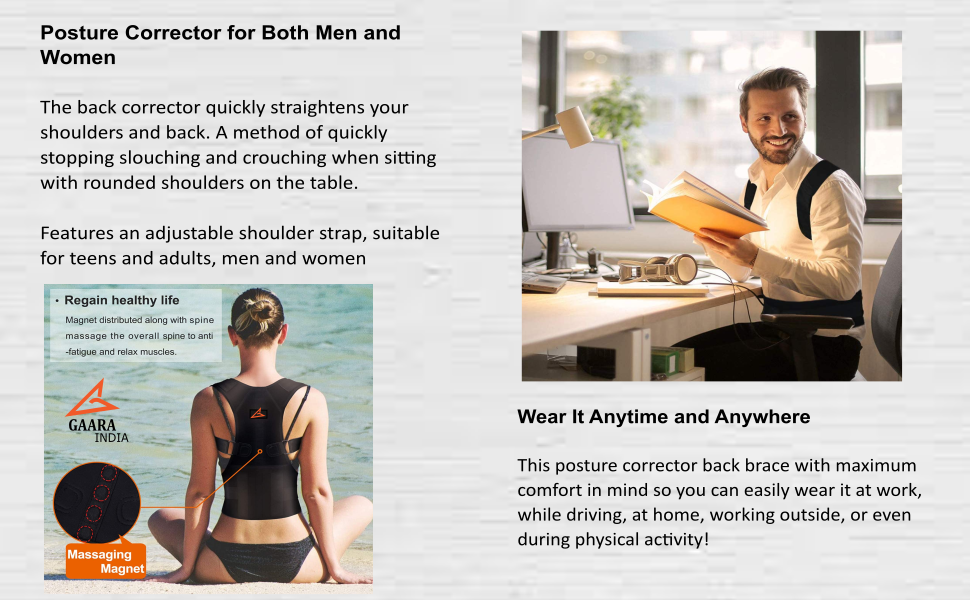 Posture Corrector for Both Men and
Women
The back corrector quickly straightens your
shoulders and back. A method of quickly
stopping slouching and crouching when sitting
with rounded shoulders on the table.
Features an adjustable shoulder strap, suitable
for teens and adults, men and women
• Regain healthy life
Magnet distributed along with spine
massage the overall spine to anti
-fatigue and relax muscles.
GAARA
INDIA
Massaging
Magnet
Wear It Anytime and Anywhere
This posture corrector back brace with maximum
comfort in mind so you can easily wear it at work,
while driving, at home, working outside, or even
during physical activity!